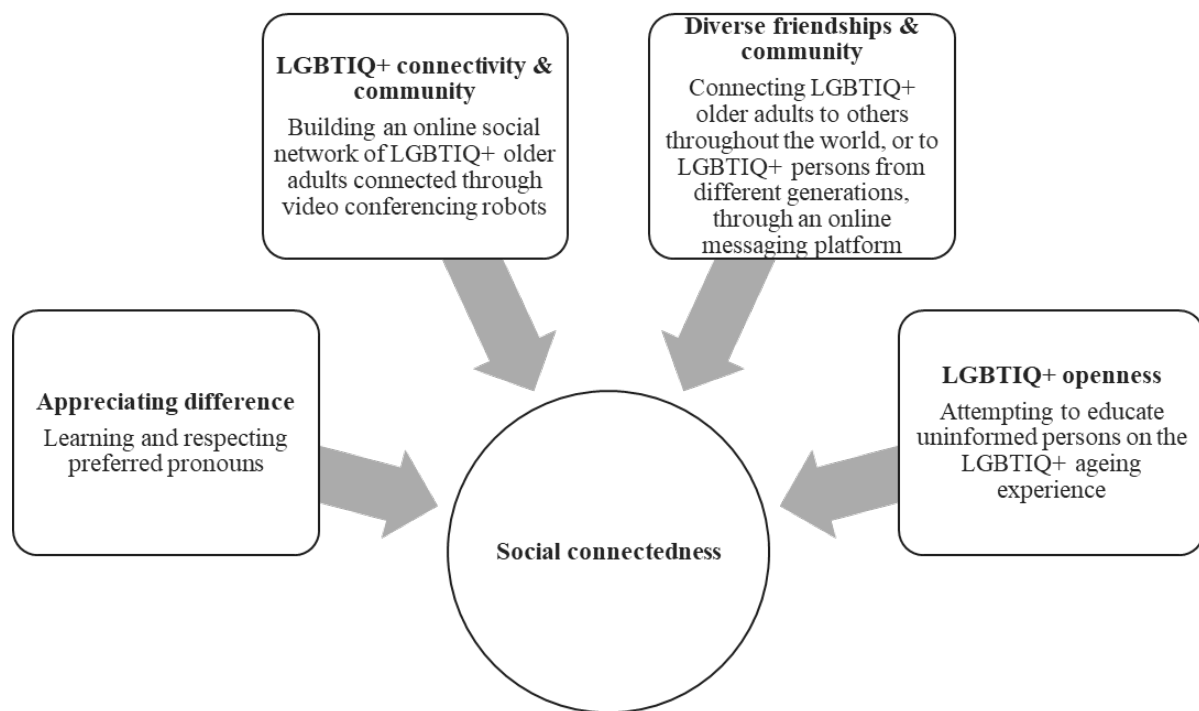 LGBTIQ+ connectivity &
community
Building an online social
network of LGBTIQ+ older
adults connected through
video conferencing robots
Diverse friendships &
community
Connecting LGBTIQ+
older adults to others
throughout the world, or to
LGBTIQ+ persons from
different generations,
through an online
messaging platform
Appreciating difference
Learning and respecting
preferred pronouns
LGBTIQ+ openness
Attempting to educate
uninformed persons on the
LGBTIQ+ ageing
experience
Social connectedness